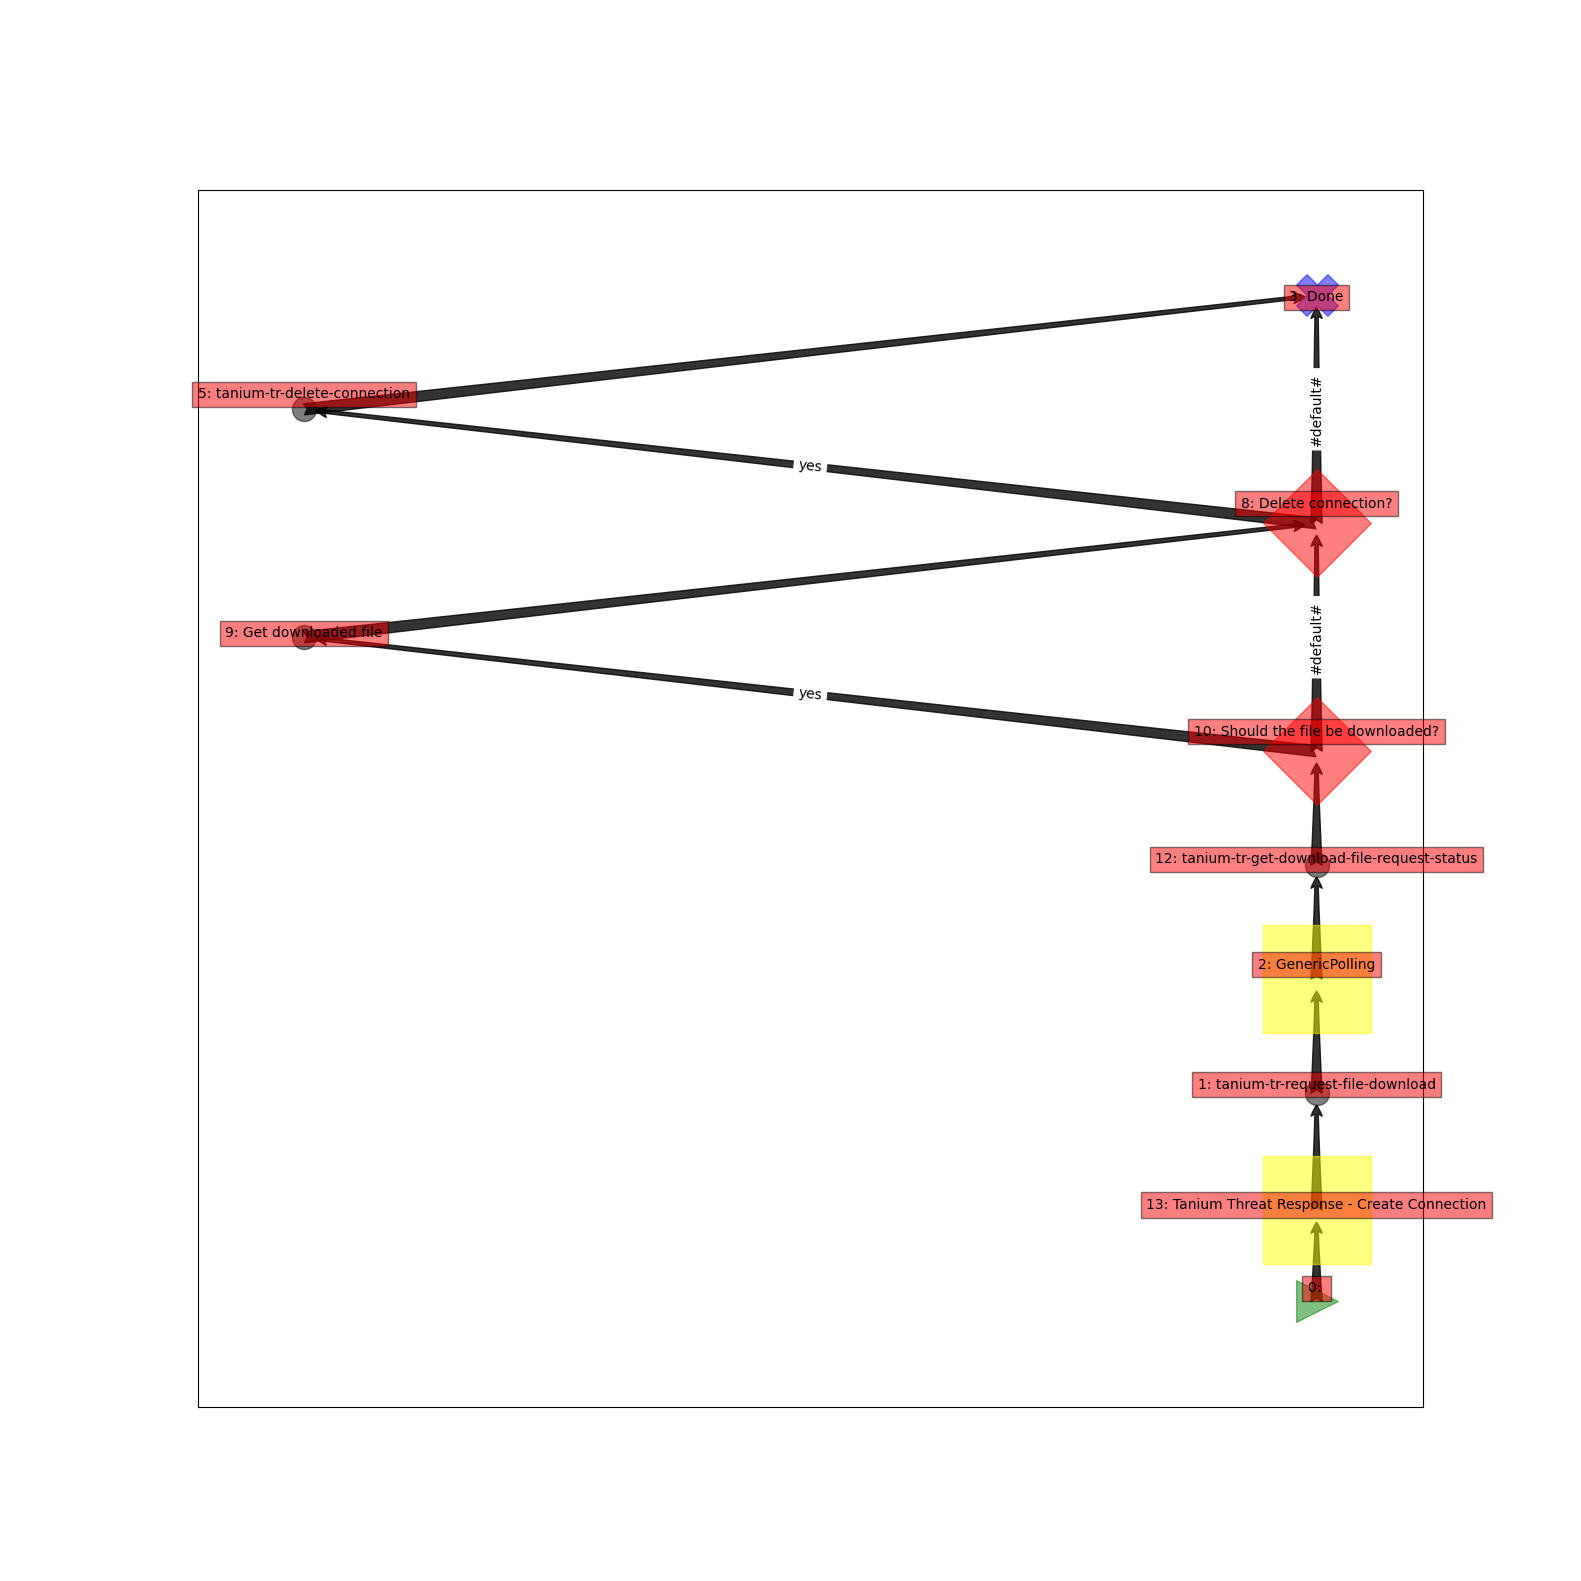 3: Done
5: tanium-tr-delete-connection
#default#
yes
8: Delete connection?
9: Get downloaded file
#default#
yes
10: Should the file be downloaded?
12: tanium-tr-get-download-file-request-status
2: GenericPolling
1: tanium-tr-request-file-download
13: Tanium Threat Response - Create Connection
0: